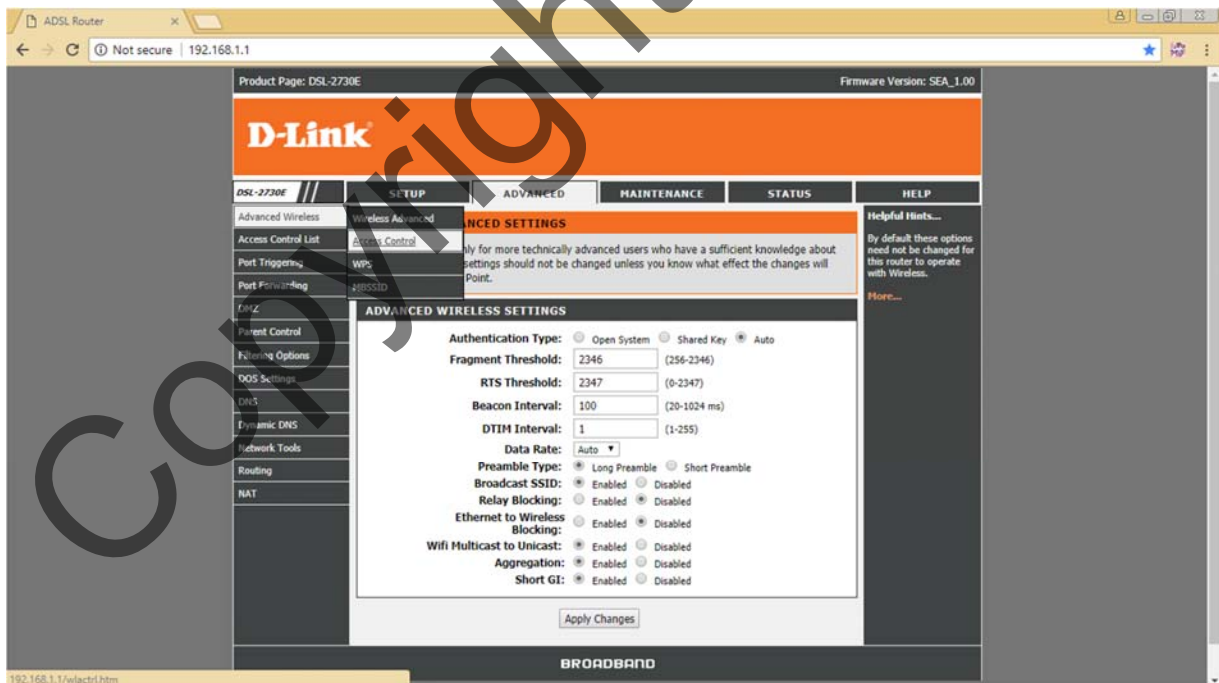 ADSL Router
Not secure | 192.168.1.1
Product Page: DSL-2730E
Firmware Version: SEA_1.00
D-Link
DSL-2730E
SETUP
ADVANCED
MAINTENANCE
STATUS
HELP
Advanced Wireless
Access Control List
Port Triggering
Port Forwarding
DMZ
Parent Control
Filtering Options
DOS Settings
DNS
Dynamic DNS
Network Tools
Routing
NAT
Wireless Advanced
Access Control
WPS
MBSSID
NCED SETTINGS
nly for more technically advanced users who have a sufficient knowledge about
settings should not be changed unless you know what effect the changes will
Point.
ADVANCED WIRELESS SETTINGS
Authentication Type: Open System Shared Key Auto
Fragment Threshold: 2346 (256-2346)
RTS Threshold: 2347 (0-2347)
Beacon Interval: 100 (20-1024 ms)
DTIM Interval: 1 (1-255)
Data Rate: Auto
Preamble Type: Long Preamble Short Preamble
Broadcast SSID: Enabled Disabled
Relay Blocking: Enabled Disabled
Ethernet to Wireless
Blocking: Enabled Disabled
Wifi Multicast to Unicast: Enabled Disabled
Aggregation: Enabled Disabled
Short GI: Enabled Disabled
Apply Changes
Helpful Hints...
By default these options
need not be changed for
this router to operate
with Wireless.
More...
BROADBAND
192.168.1.1/wlactrl.htm
Copyright